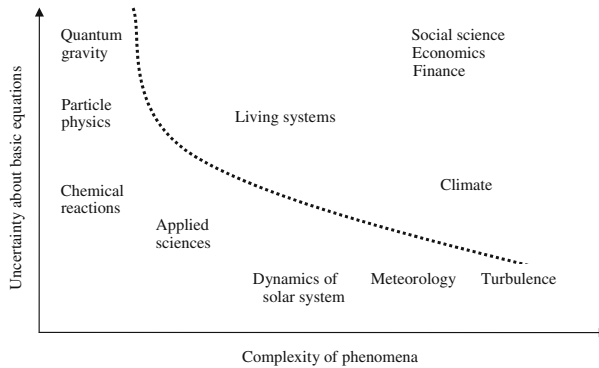 Uncertainty about basic equations
Quantum
gravity
Social science
Economics
Finance
Particle
physics
Living systems
Chemical
reactions
Climate
Applied
sciences
Dynamics of
solar system
Meteorology
Turbulence
Complexity of phenomena